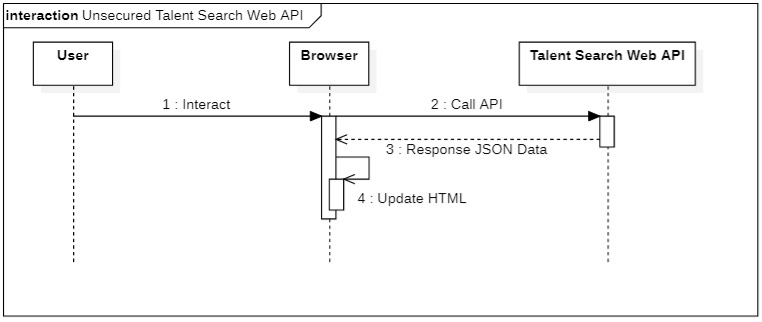 interaction Unsecured Talent Search Web API
User
Browser
Talent Search Web API
1 : Interact
2 : Call API
3 : Response JSON Data
4 : Update HTML